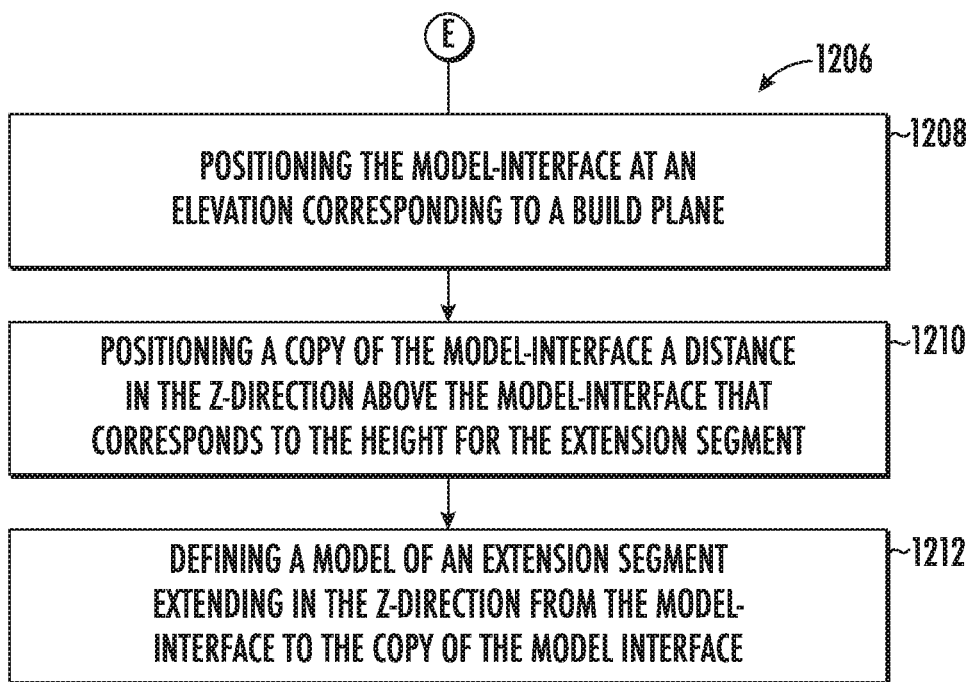 E
1206
1208
POSITIONING THE MODEL-INTERFACE AT AN
ELEVATION CORRESPONDING TO A BUILD PLANE
1210
POSITIONING A COPY OF THE MODEL-INTERFACE A DISTANCE
IN THE Z-DIRECTION ABOVE THE MODEL-INTERFACE THAT
CORRESPONDS TO THE HEIGHT FOR THE EXTENSION SEGMENT
1212
DEFINING A MODEL OF AN EXTENSION SEGMENT
EXTENDING IN THE Z-DIRECTION FROM THE MODEL-
INTERFACE TO THE COPY OF THE MODEL INTERFACE